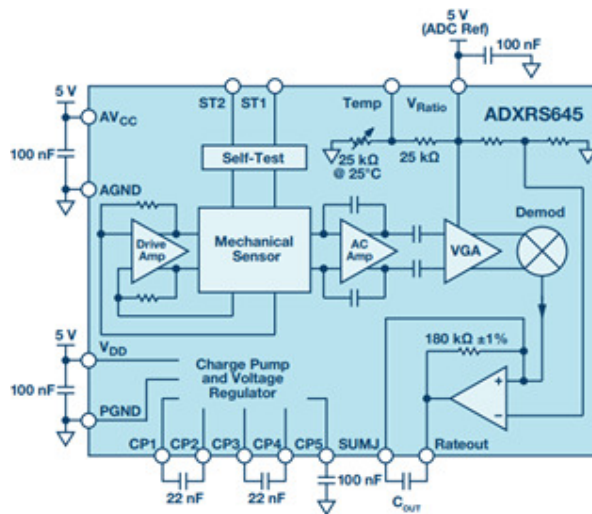 5 V
(ADC Ref)
100 nF
5 V
AVCC
100 nF
AGND
ST2
ST1
Temp
VRatio
ADXRS645
Self-Test
25 kΩ
@ 25°C
25 kΩ
Drive
Amp
Mechanical
Sensor
AC
Amp
VGA
Demod
5 V
VDD
100 nF
PGND
Charge Pump
and Voltage
Regulator
180 kΩ ±1%
+
−
CP1
CP2
CP3
CP4
CP5
SUMJ
Rateout
22 nF
22 nF
100 nF
COUT